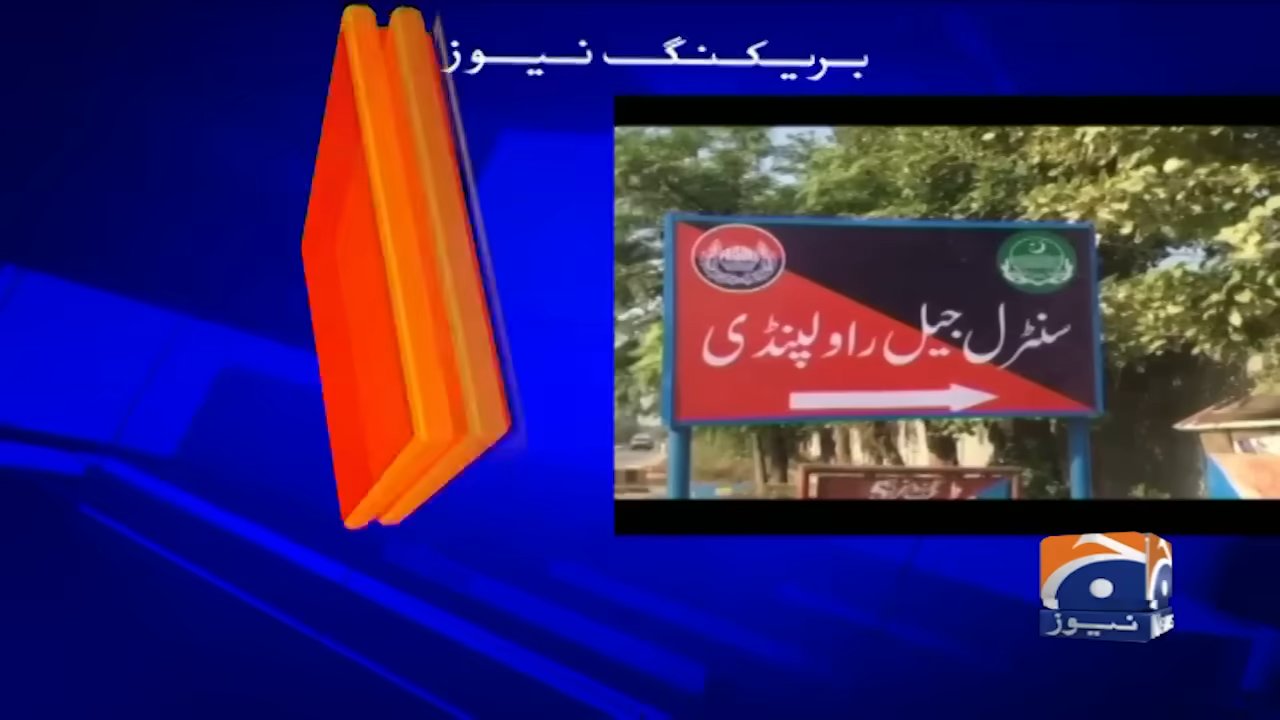 بریکنگ نیوز
سنٹرل جیل راولپنڈی
نیوز